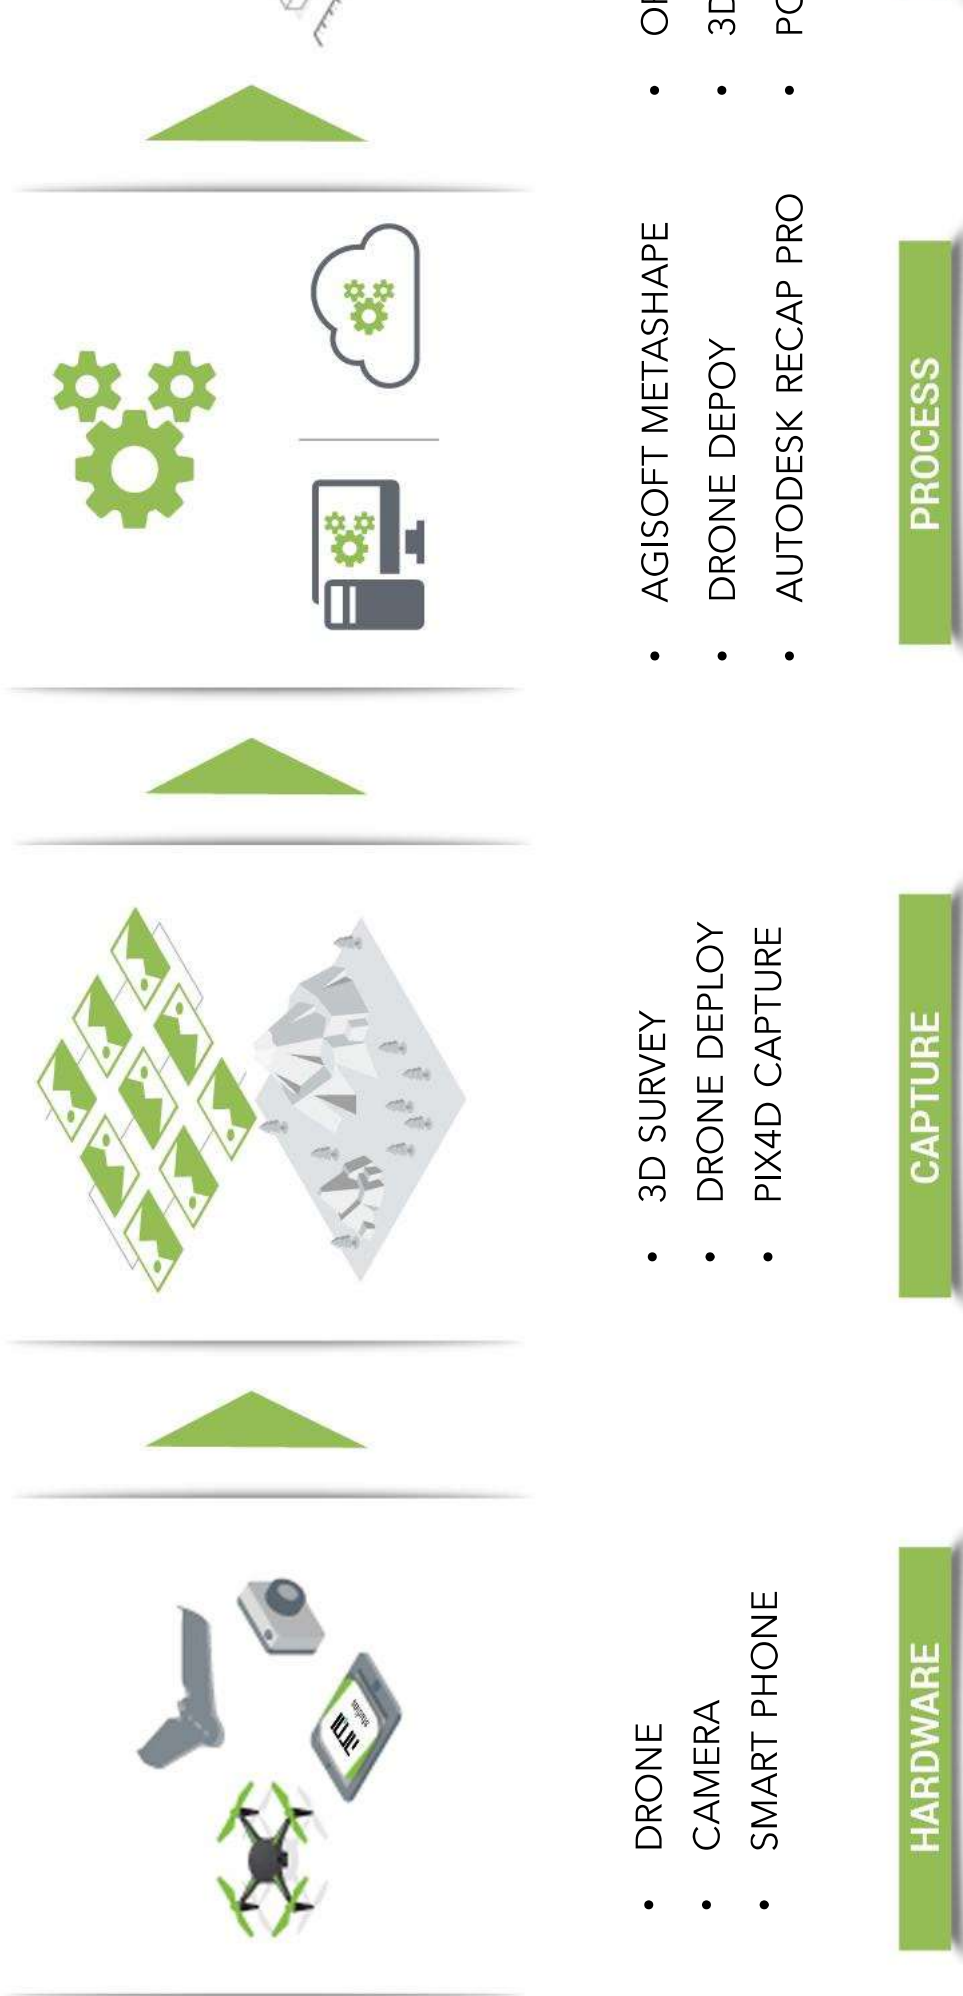 HARDWARE
• DRONE
• CAMERA
• SMART PHONE
CAPTURE
• 3D SURVEY
• DRONE DEPLOY
• PIX4D CAPTURE
PROCESS
• AGISOFT METASHAPE
• DRONE DEPOY
• AUTODESK RECAP PRO
• 3D